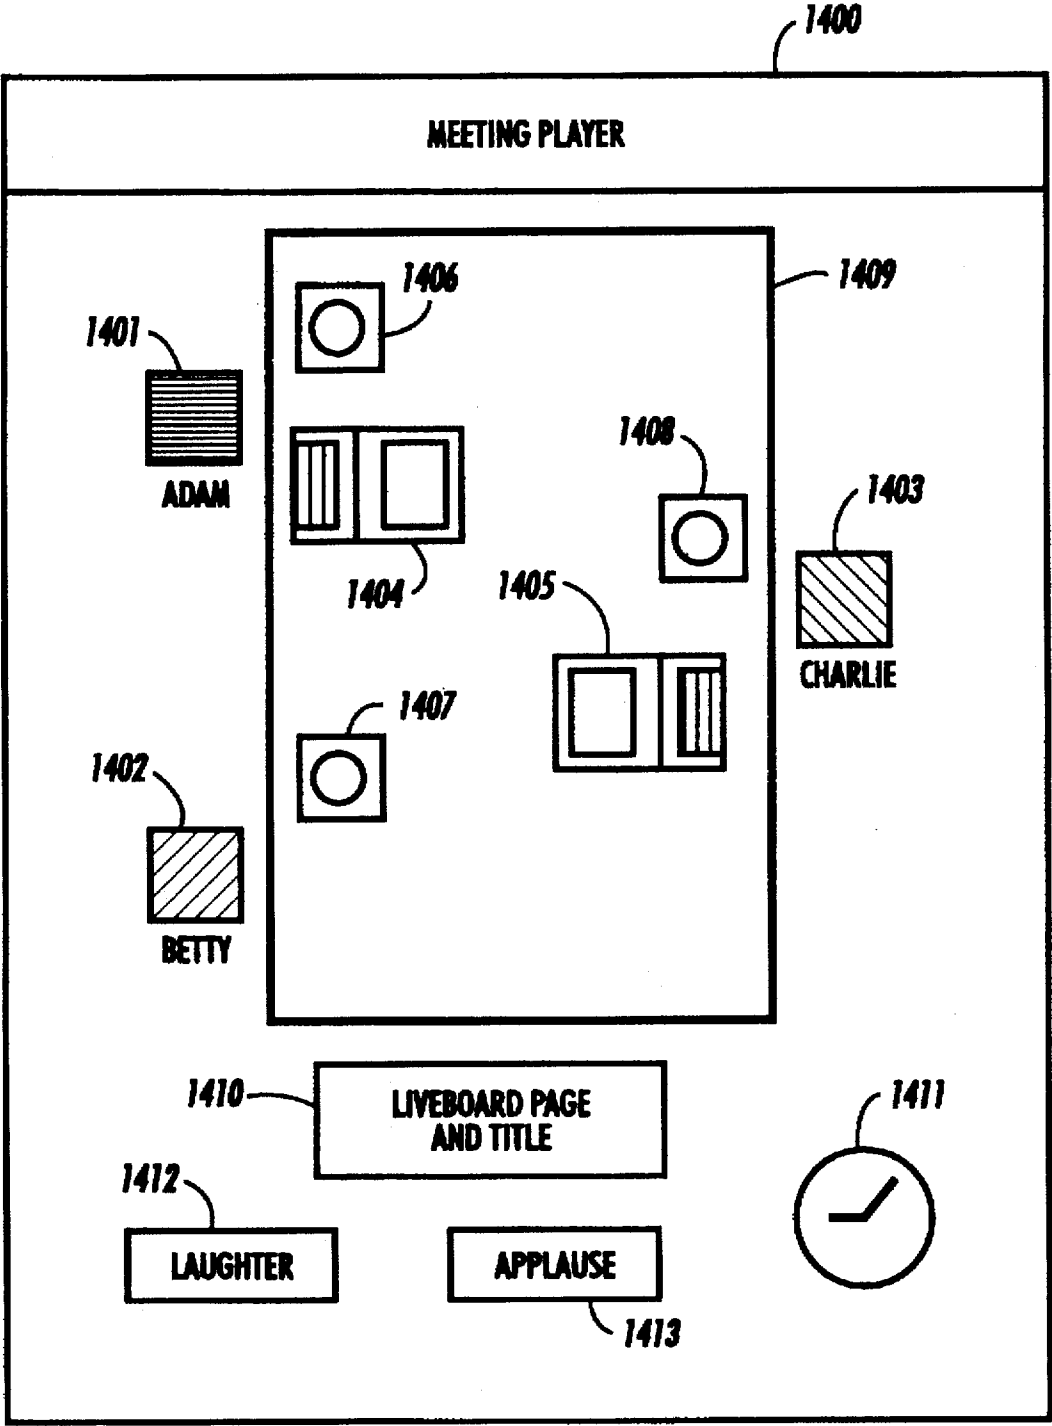 1400
MEETING PLAYER
1406
1409
1401
ADAM
1408
1403
1404
1405
CHARLIE
1407
1402
BETTY
1410
LIVEBOARD PAGE
AND TITLE
1411
1412
LAUGHTER
APPLAUSE
1413